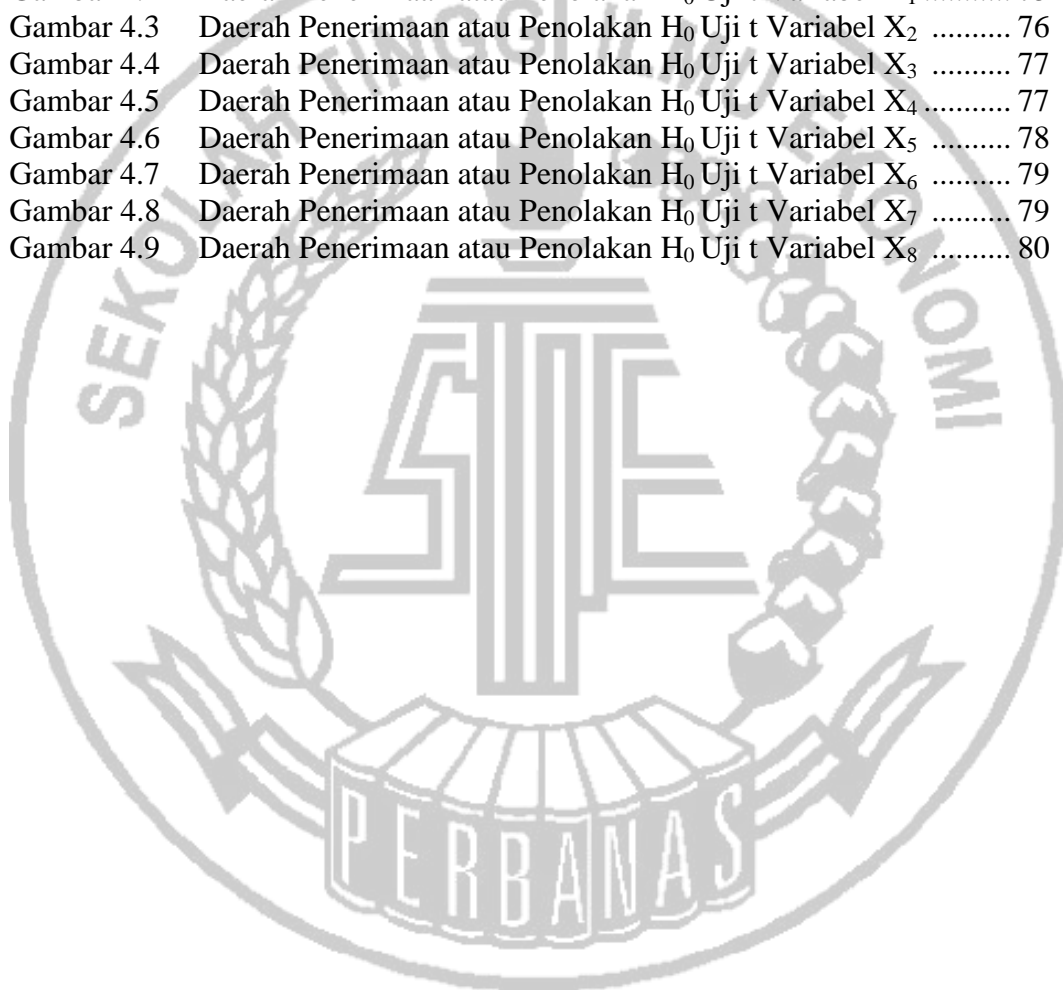 Gambar 4.3 Daerah Penerimaan atau Penolakan H₀ Uji t Variabel X₂ .......... 76
Gambar 4.4 Daerah Penerimaan atau Penolakan H₀ Uji t Variabel X₃ .......... 77
Gambar 4.5 Daerah Penerimaan atau Penolakan H₀ Uji t Variabel X₄ ........... 77
Gambar 4.6 Daerah Penerimaan atau Penolakan H₀ Uji t Variabel X₅ .......... 78
Gambar 4.7 Daerah Penerimaan atau Penolakan H₀ Uji t Variabel X₆ .......... 79
Gambar 4.8 Daerah Penerimaan atau Penolakan H₀ Uji t Variabel X₇ .......... 79
Gambar 4.9 Daerah Penerimaan atau Penolakan H₀ Uji t Variabel X₈ .......... 80
SEKOLAH TINGGI ILMU EKONOMI
STIE
PERBANAS